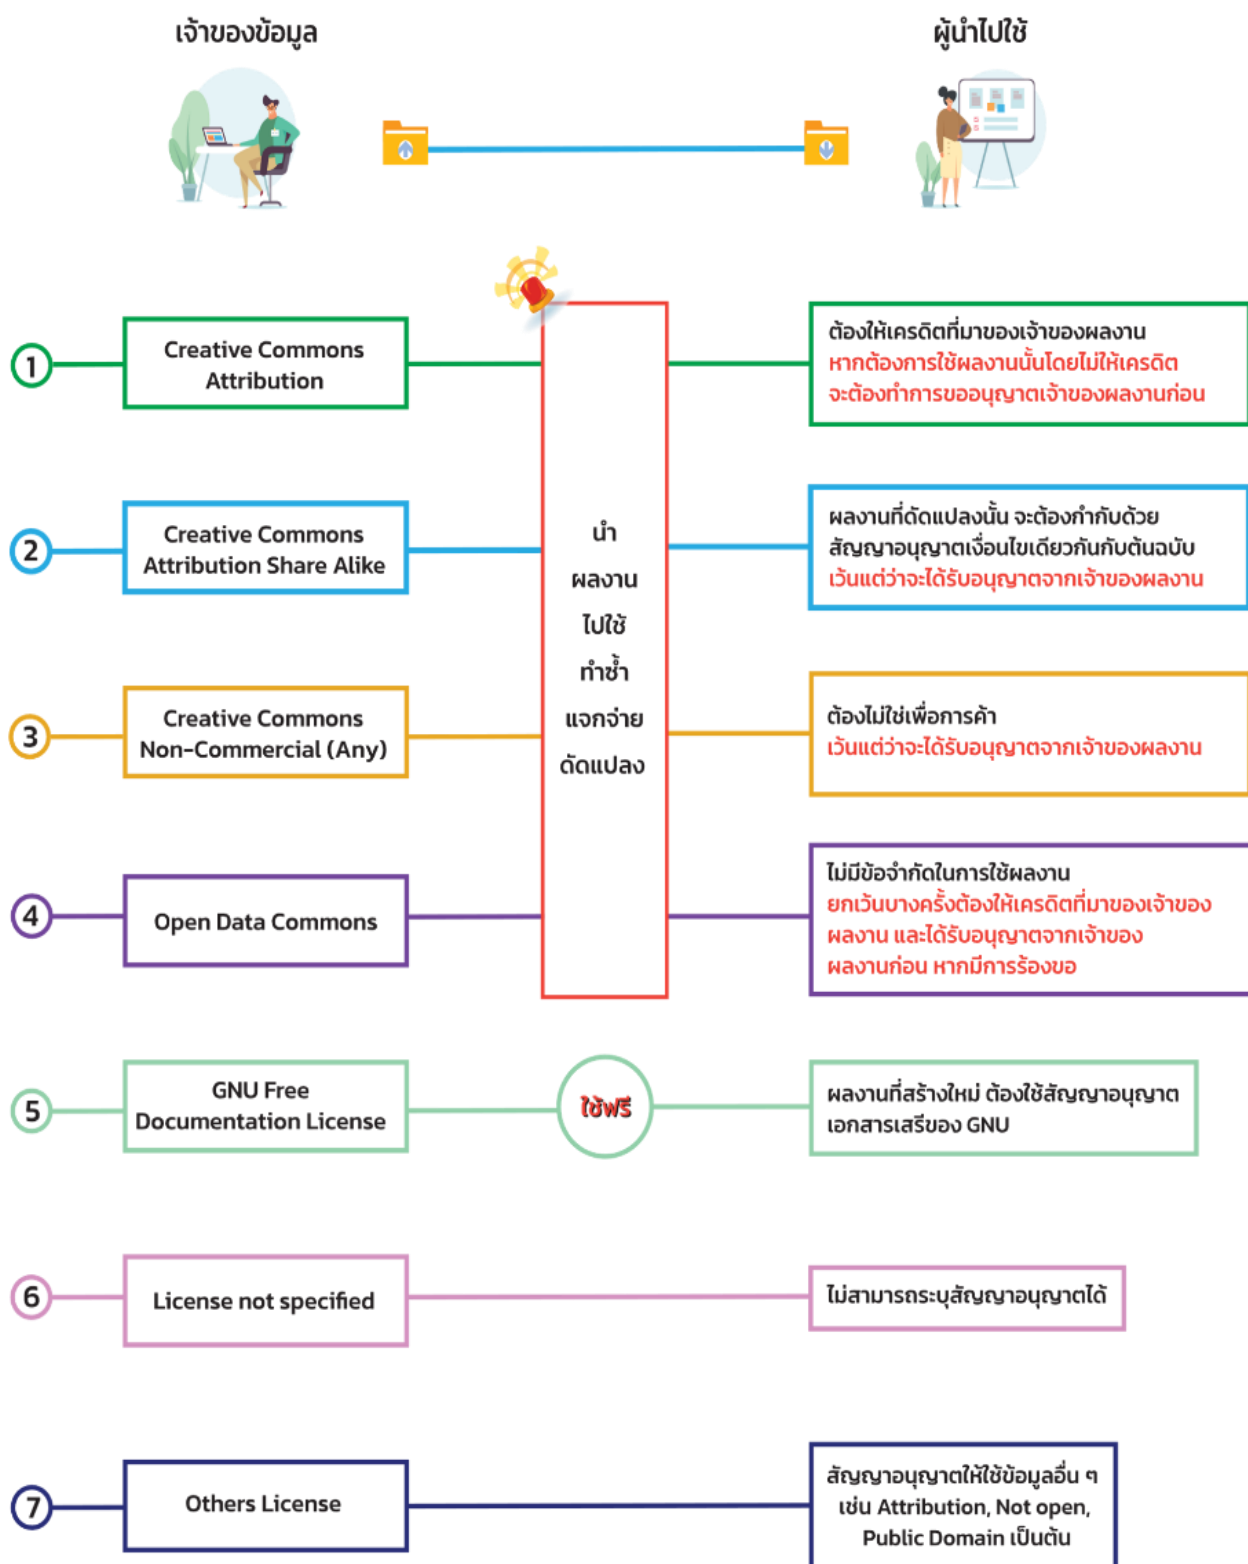 เจ้าของข้อมูล
ผู้นำไปใช้
1
Creative Commons
Attribution
ต้องให้เครดิตที่มาของเจ้าของผลงาน
หากต้องการใช้ผลงานนั้นโดยไม่ให้เครดิต
จะต้องทำการขออนุญาตเจ้าของผลงานก่อน
2
Creative Commons
Attribution Share Alike
ผลงานที่ดัดแปลงนั้น จะต้องกำกับด้วย
สัญญาอนุญาตเงื่อนไขเดียวกันกับต้นฉบับ
เว้นแต่ว่าจะได้รับอนุญาตจากเจ้าของผลงาน
นำ
ผลงาน
ไปใช้
ทำซ้ำ
แจกจ่าย
ดัดแปลง
3
Creative Commons
Non-Commercial (Any)
ต้องไม่ใช่เพื่อการค้า
เว้นแต่ว่าจะได้รับอนุญาตจากเจ้าของผลงาน
4
Open Data Commons
ไม่มีข้อจำกัดในการใช้ผลงาน
ยกเว้นบางครั้งต้องให้เครดิตที่มาของเจ้าของ
ผลงาน และได้รับอนุญาตจากเจ้าของ
ผลงานก่อน หากมีการร้องขอ
5
GNU Free
Documentation License
ใช้ฟรี
ผลงานที่สร้างใหม่ ต้องใช้สัญญาอนุญาต
เอกสารเสรีของ GNU
6
License not specified
ไม่สามารถระบุสัญญาอนุญาตได้
7
Others License
สัญญาอนุญาตให้ใช้ข้อมูลอื่น ๆ
เช่น Attribution, Not open,
Public Domain เป็นต้น